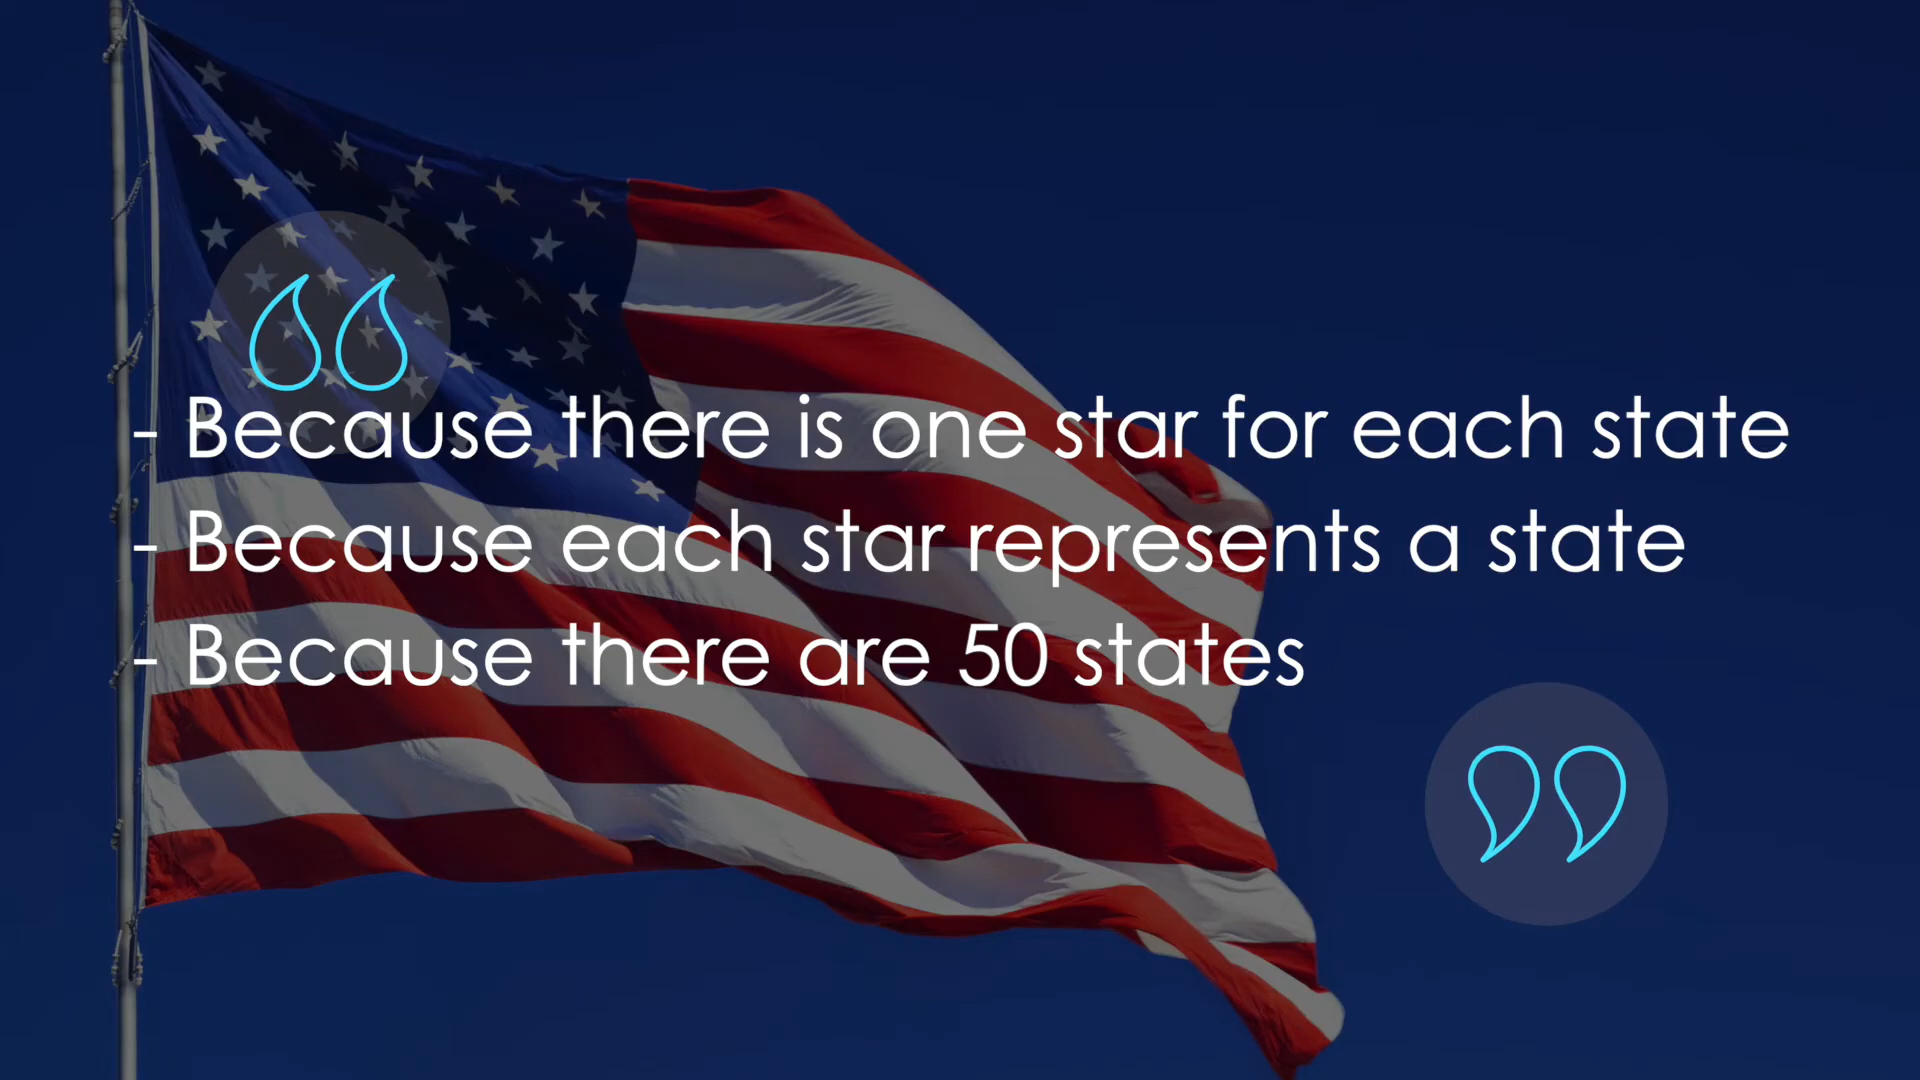 - Because there is one star for each state
- Because each star represents a state
- Because there are 50 states